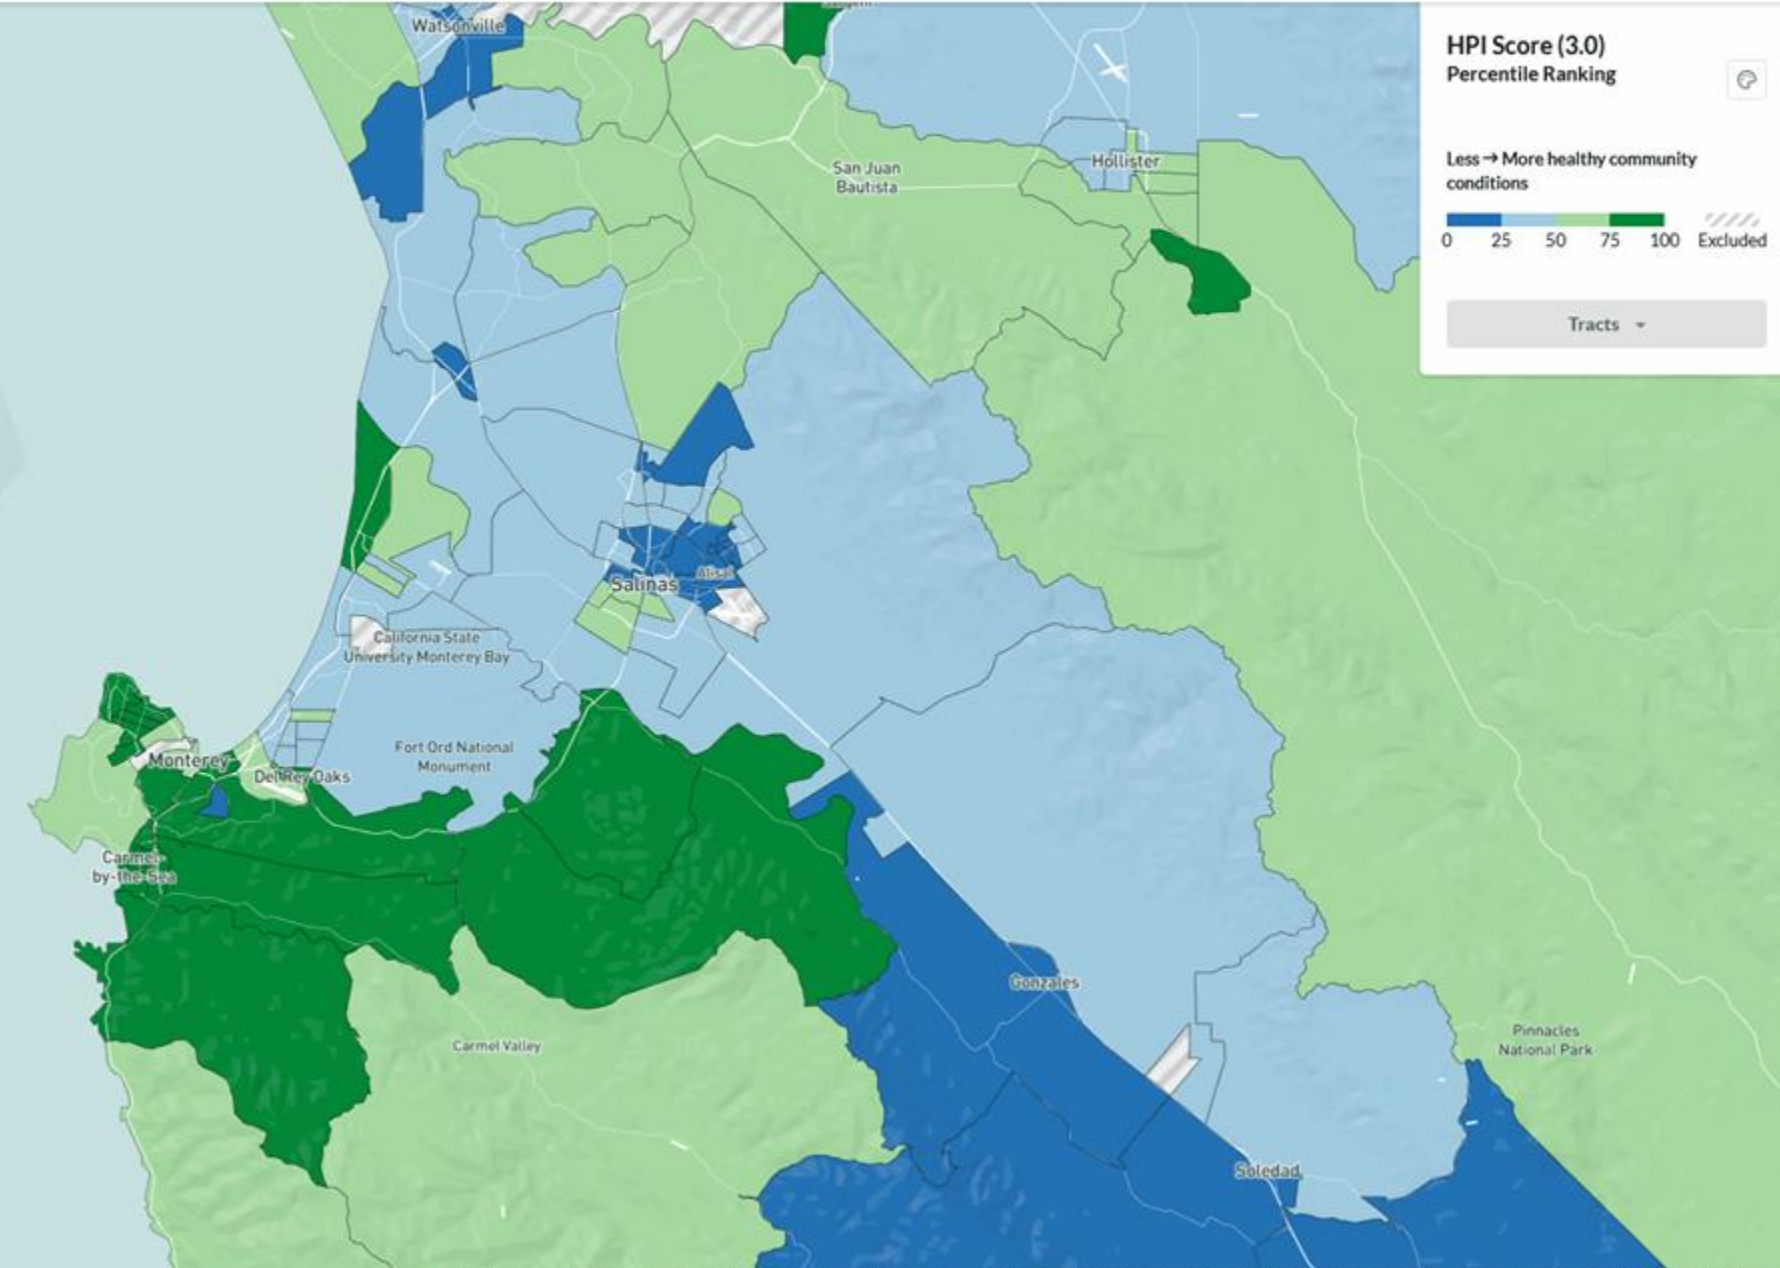 HPI Score (3.0)
Percentile Ranking
Less → More healthy community
conditions
0 25 50 75 100 Excluded
Tracts
Watsonville
San Juan
Bautista
Hollister
Salinas
Alisal
California State
University Monterey Bay
Fort Ord National
Monument
Monterey
Del Rey Oaks
Carmel-
by-the-Sea
Carmel Valley
Gonzales
Soledad
Pinnacles
National Park